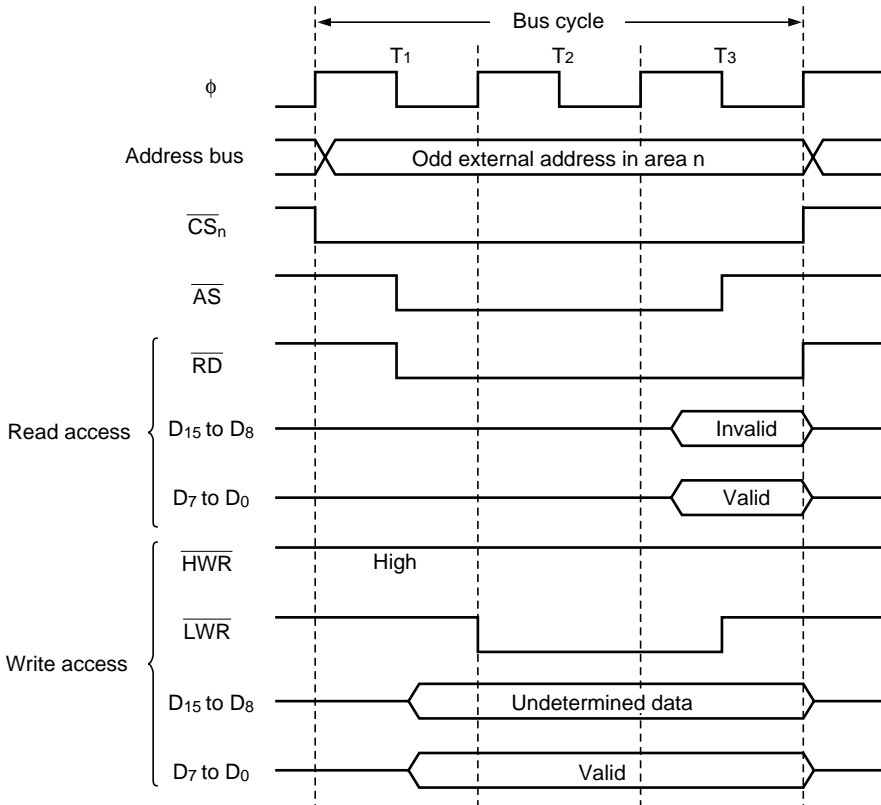 Bus cycle
T1 T2 T3
ϕ
Address bus Odd external address in area n
CSn
AS
RD
Read access D15 to D8 Invalid
D7 to D0 Valid
HWR High
LWR
Write access D15 to D8 Undetermined data
D7 to D0 Valid